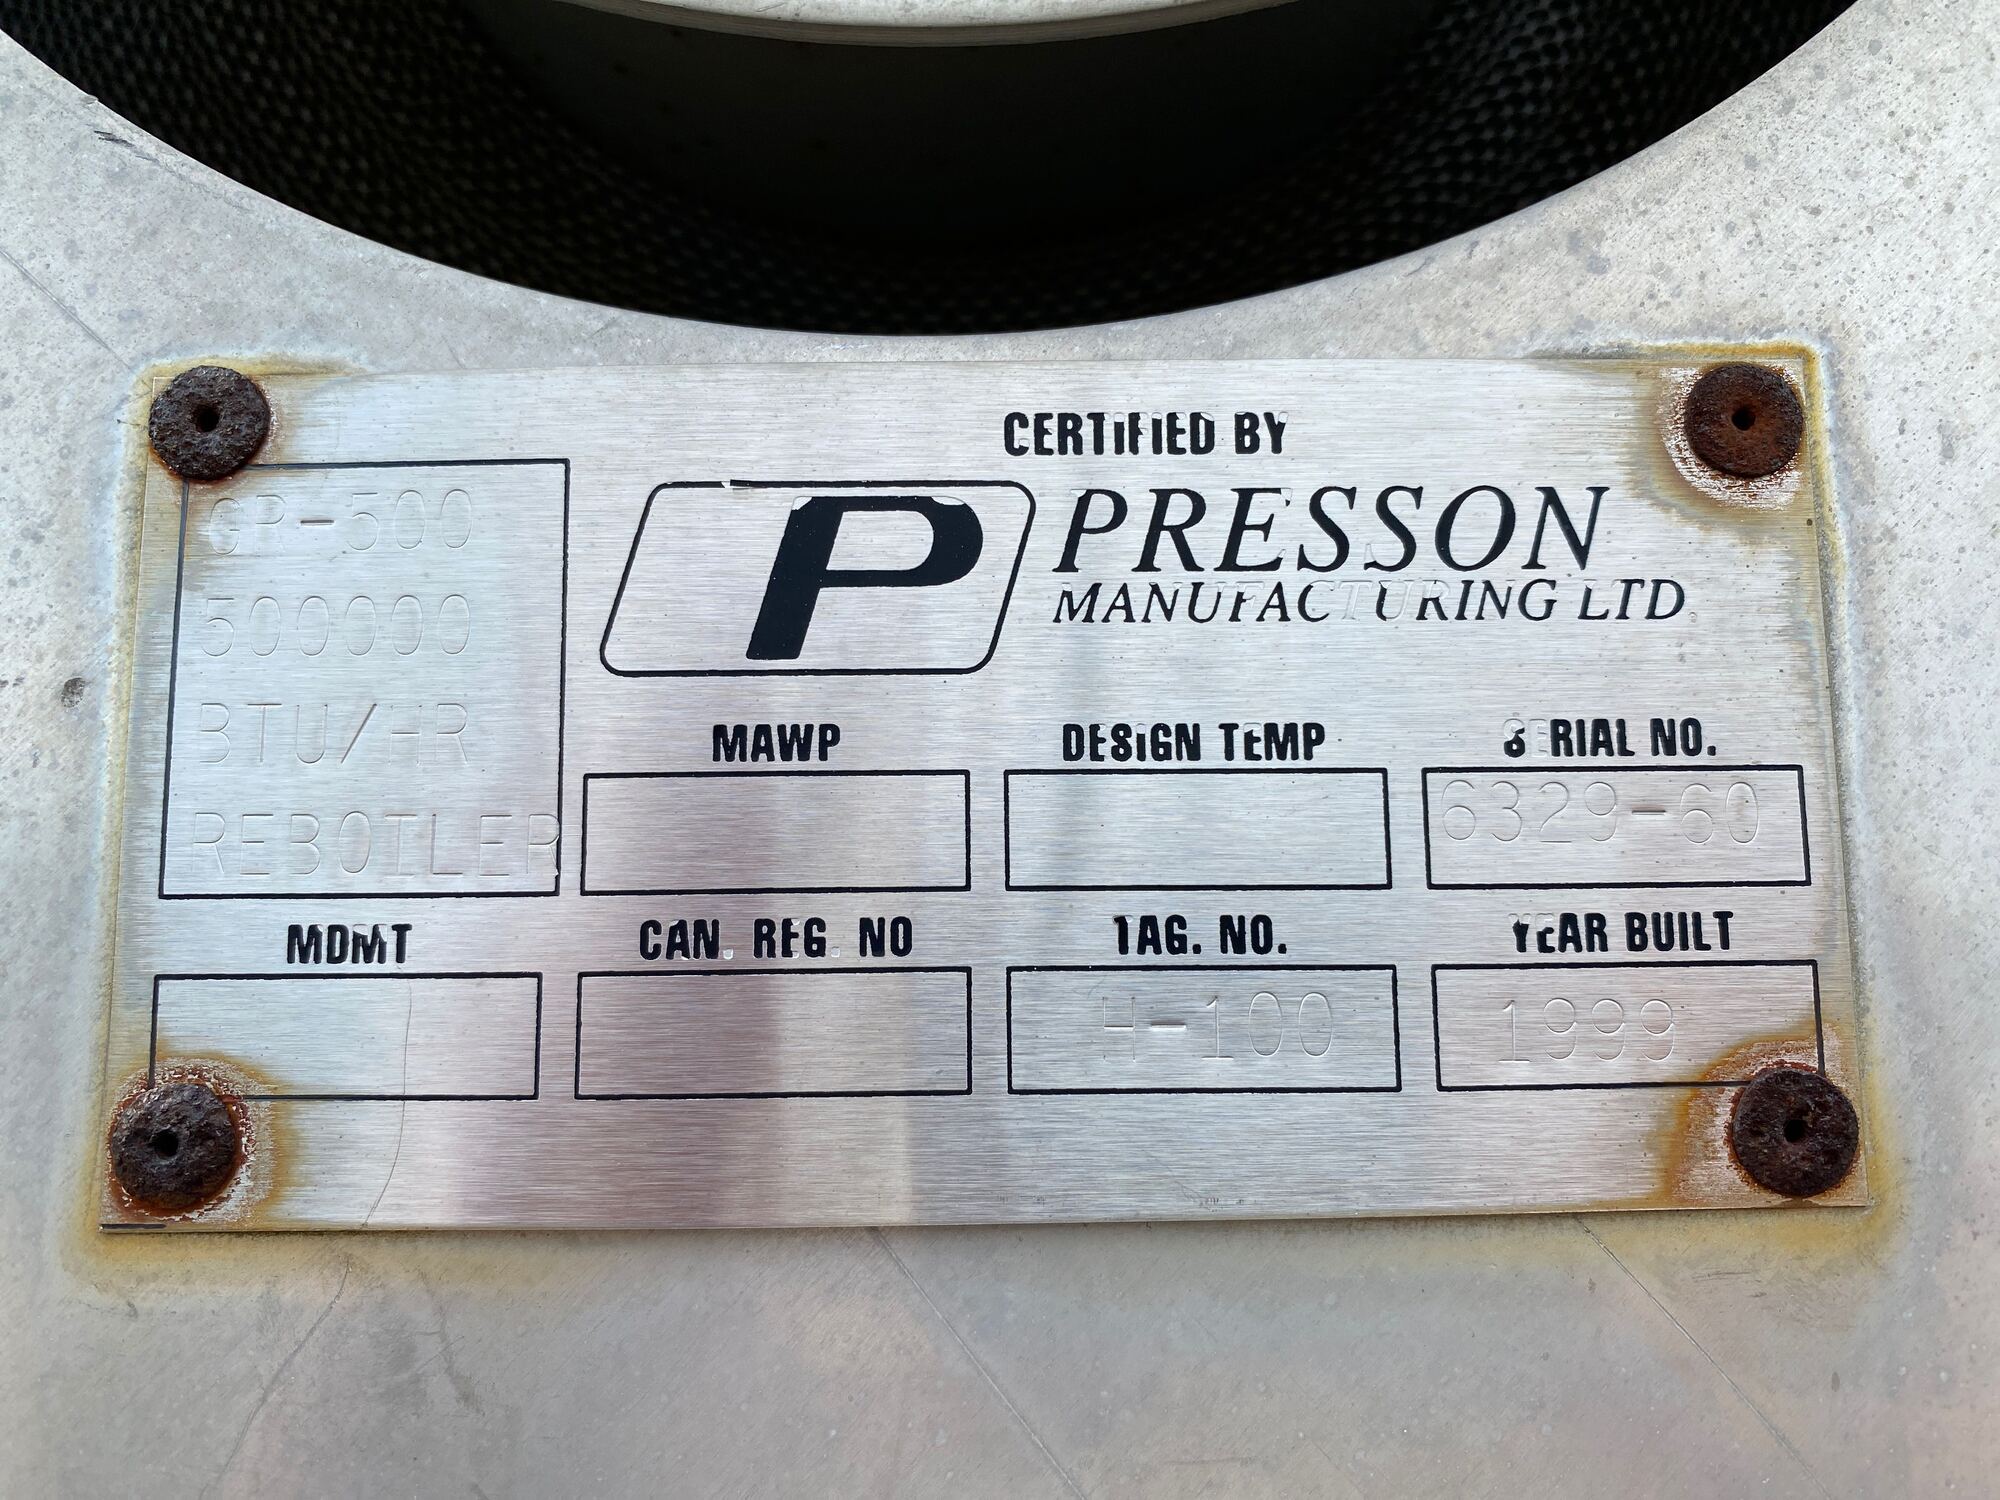 CERTIFIED BY
P PRESSON
MANUFACTURING LTD.
GR-500
500000
BTU/HR
REBOILER
MAWP DESIGN TEMP SERIAL NO.
6329-60
MDMT CAN. REG. NO TAG. NO. YEAR BUILT
H-100 1999